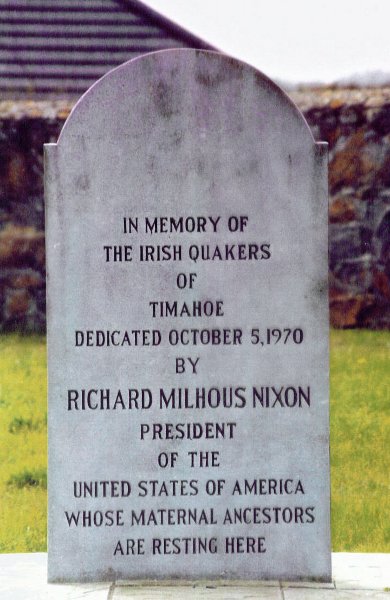 IN MEMORY OF
THE IRISH QUAKERS
OF
TIMAHOE
DEDICATED OCTOBER 5, 1970
BY
RICHARD MILHOUS NIXON
PRESIDENT
OF THE
UNITED STATES OF AMERICA
WHOSE MATERNAL ANCESTORS
ARE RESTING HERE